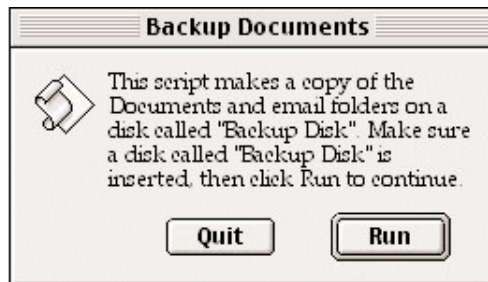 Backup Documents
This script makes a copy of the
Documents and email folders on a
disk called "Backup Disk". Make sure
a disk called "Backup Disk" is
inserted, then click Run to continue.
Quit
Run